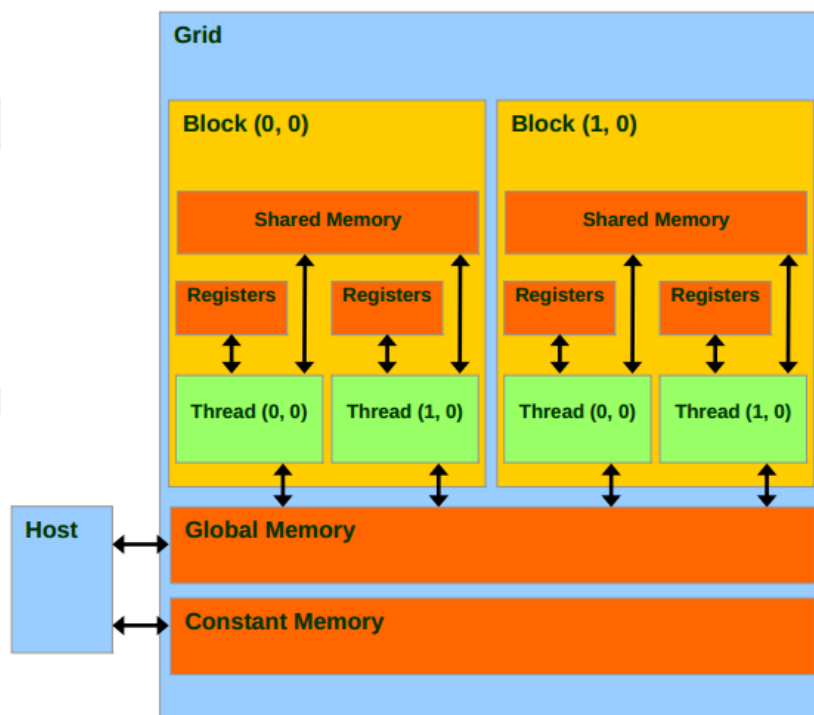 Grid
Block (0, 0)
Block (1, 0)
Shared Memory
Shared Memory
Registers
Registers
Registers
Registers
Thread (0, 0)
Thread (1, 0)
Thread (0, 0)
Thread (1, 0)
Host
Global Memory
Constant Memory